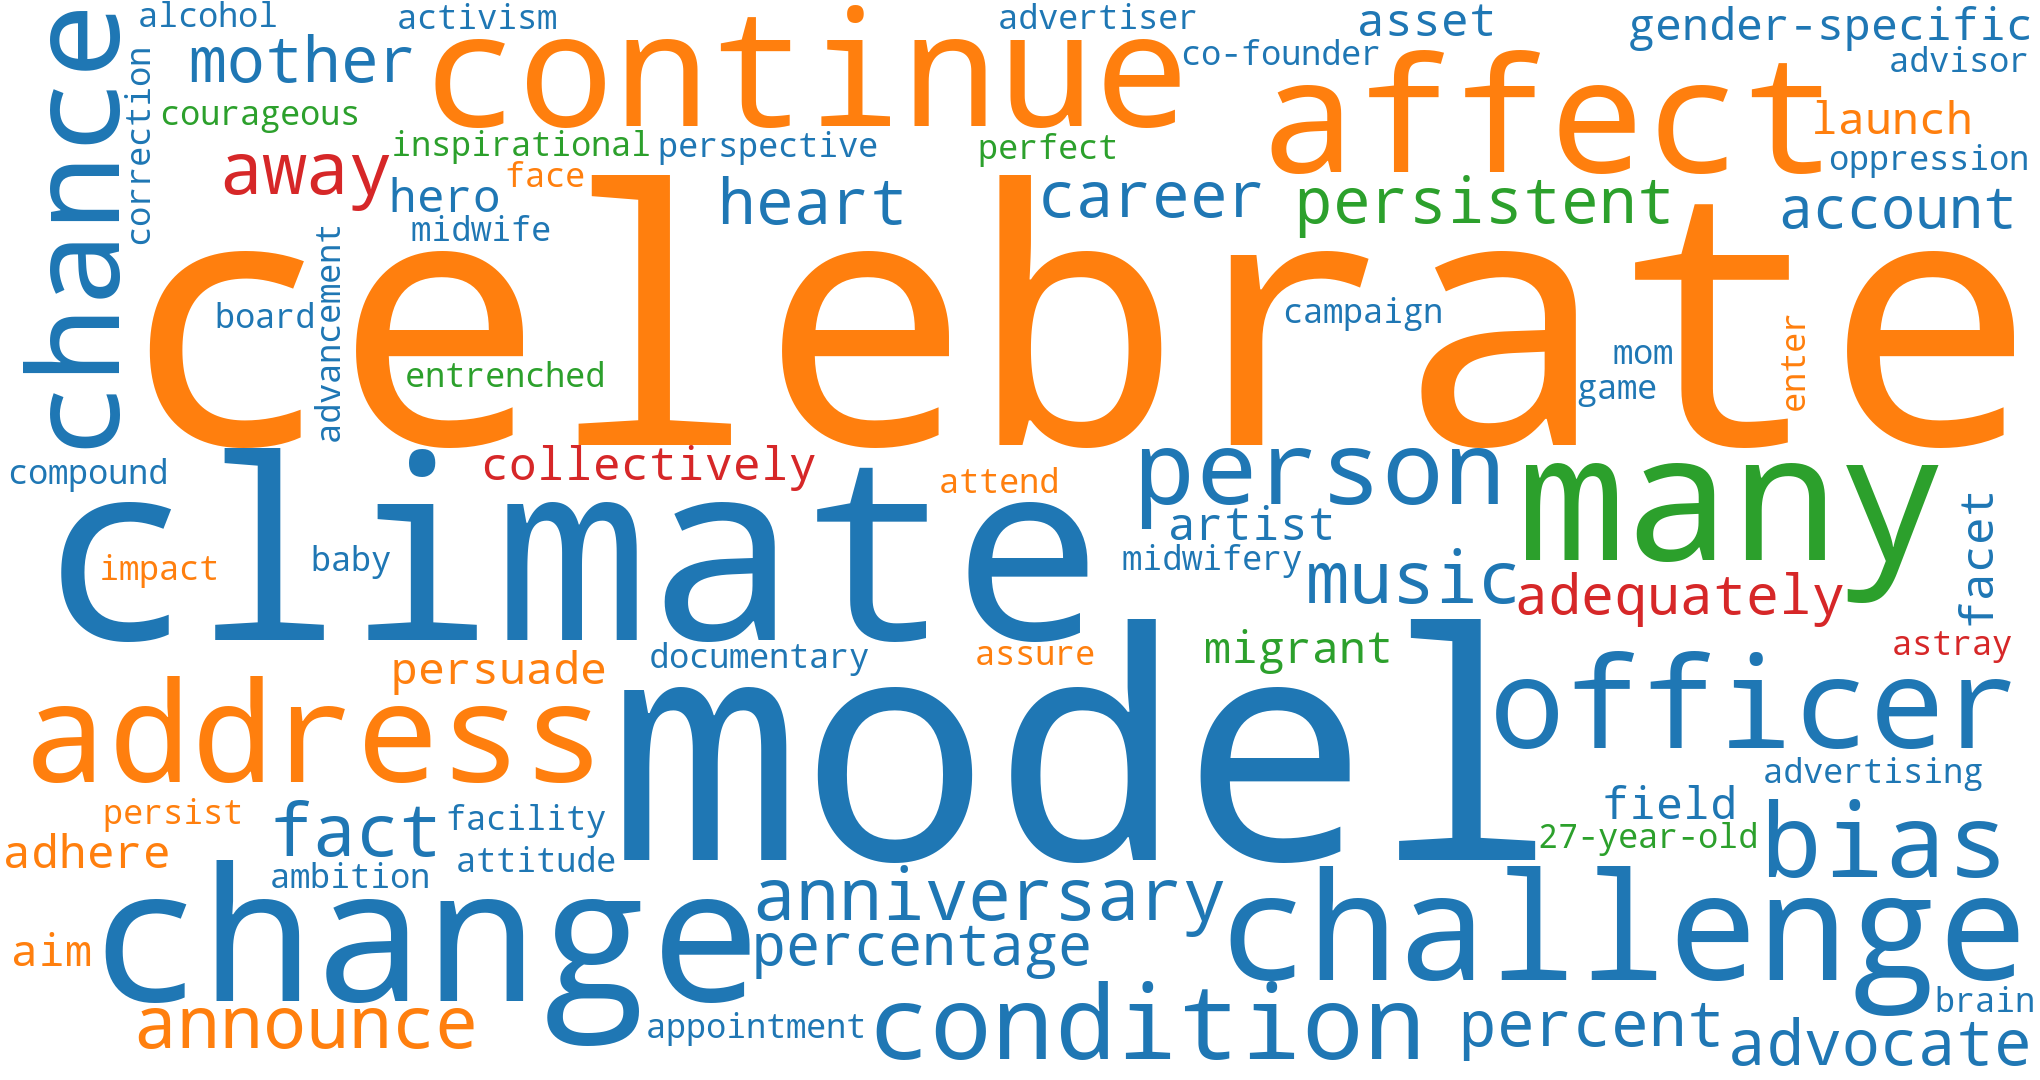 alcohol
activism
advertiser
asset
gender-specific
chance
mother
continue
co-founder
affect
advisor
correction
courageous
launch
inspirational
perspective
perfect
oppression
away
face
hero
heart
career
persistent
account
midwife
celebrate
board
advancement
campaign
enter
mom
entrenched
game
compound
collectively
attend
person
many
climate
artist
facet
impact
baby
midwifery
music
adequately
persuade
documentary
assure
migrant
astray
address
model
officer
advertising
persist
fact
facility
field
27-year-old
bias
adhere
ambition
attitude
change
anniversary
challenge
aim
percentage
announce
appointment
condition
percent
brain
advocate